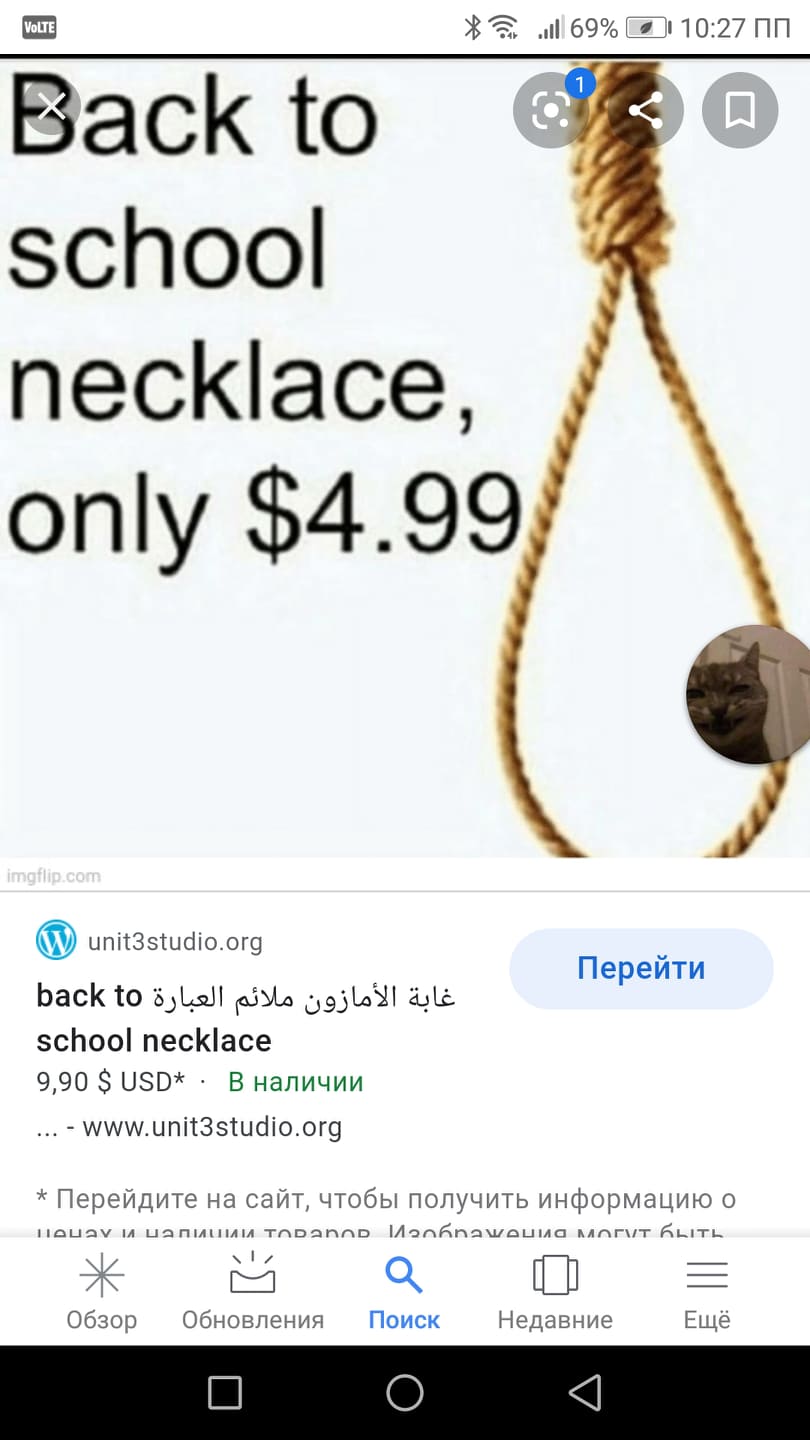 VoLTE
69%
10:27 ПП
1
Back to
school
necklace,
only $4.99
imgflip.com
unit3studio.org
Перейти
back to غابة الأمازون ملائم العبارة
school necklace
9,90 $ USD* · В наличии
... - www.unit3studio.org
* Перейдите на сайт, чтобы получить информацию о
ценах и наличии товаров. Изображения могут быть
Обзор
Обновления
Поиск
Недавние
Ещё